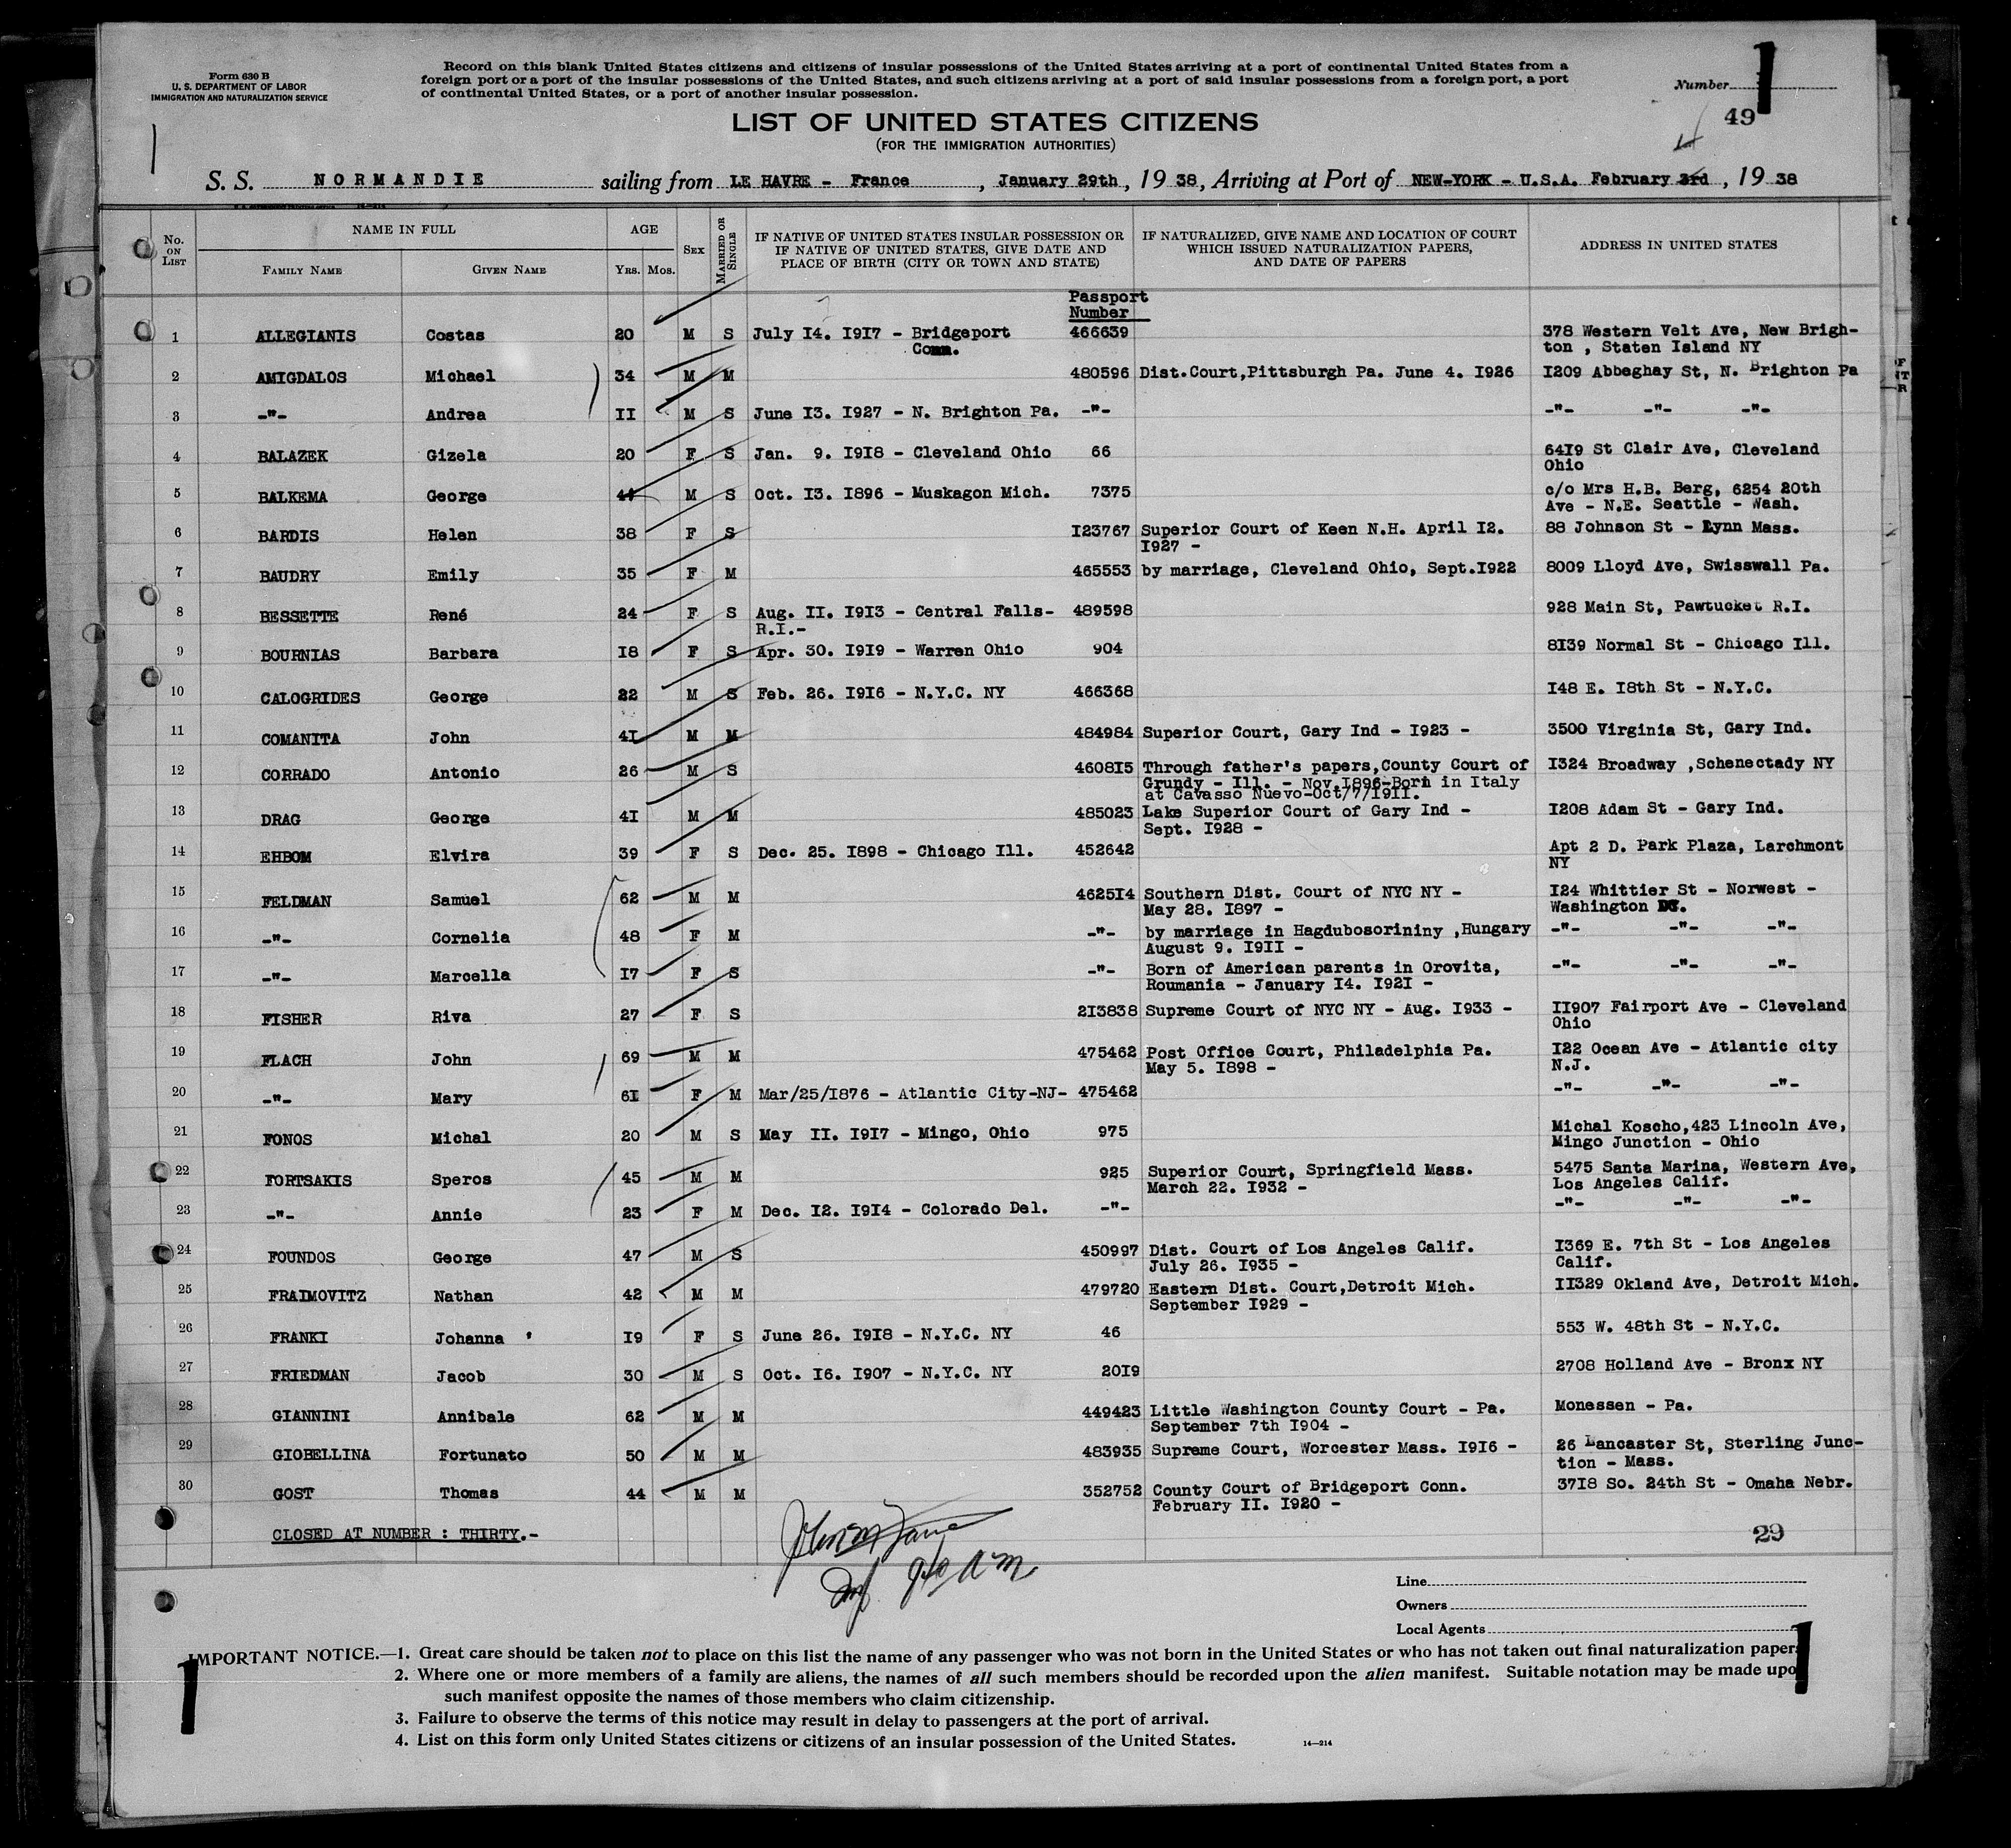 Form 630 B
U. S. DEPARTMENT OF LABOR
IMMIGRATION AND NATURALIZATION SERVICE
Record on this blank United States citizens and citizens of insular possessions of the United States arriving at a port of continental United States from a
foreign port or a port of the insular possessions of the United States, and such citizens arriving at a port of said insular possessions from a foreign port, a port
of continental United States, or a port of another insular possession.
Number
49
LIST OF UNITED STATES CITIZENS
(FOR THE IMMIGRATION AUTHORITIES)
S. S. NORMANDIE sailing from LE HAVRE - France, January 29th, 19 38, Arriving at Port of NEW-YORK - U.S.A. February 3rd, 19 38
No. ON LIST NAME IN FULL FAMILY NAME GIVEN NAME AGE YRS. MOS. SEX MARRIED OR SINGLE IF NATIVE OF UNITED STATES INSULAR POSSESSION OR IF NATIVE OF UNITED STATES, GIVE DATE AND PLACE OF BIRTH (CITY OR TOWN AND STATE) IF NATURALIZED, GIVE NAME AND LOCATION OF COURT WHICH ISSUED NATURALIZATION PAPERS, AND DATE OF PAPERS ADDRESS IN UNITED STATES
Passport
Number
1 ALLEGIANIS Costas 20 M S July I4. I9I7 - Bridgeport 466639 378 Western Velt Ave, New Brigh-
Conn. ton , Staten Island NY
2 AMIGDALOS Michael 34 M M 480596 Dist.Court,Pittsburgh Pa. June 4. I926 I209 Abbeghay St, N. Brighton Pa
3 -"- Andrea II M S June I3. I927 - N. Brighton Pa. -"- -"- -"- -"-
4 BALAZEK Gizela 20 F S Jan. 9. I9I8 - Cleveland Ohio 66 64I9 St Clair Ave, Cleveland
Ohio
5 BALKEMA George 41 M S Oct. I3. I896 - Muskagon Mich. 7375 c/o Mrs H.B. Berg, 6254 20th
Ave - N.E. Seattle - Wash.
6 BARDIS Helen 38 F S I23767 Superior Court of Keen N.H. April I2. 88 Johnson St - Lynn Mass.
I927 -
7 BAUDRY Emily 35 F M 465553 by marriage, Cleveland Ohio, Sept.I922 8009 Lloyd Ave, Swisswall Pa.
8 BESSETTE René 24 F S Aug. II. I9I3 - Central Falls- 489598 928 Main St, Pawtucket R.I.
R.I.-
9 BOURNIAS Barbara I8 F S Apr. 30. I9I9 - Warren Ohio 904 8I39 Normal St - Chicago Ill.
10 CALOGRIDES George 22 M S Feb. 26. I9I6 - N.Y.C. NY 466368 I48 E. I8th St - N.Y.C.
11 COMANITA John 4I M M 484984 Superior Court, Gary Ind - I923 - 3500 Virginia St, Gary Ind.
12 CORRADO Antonio 26 M S 4608I5 Through father's papers,County Court of I324 Broadway ,Schenectady NY
Grundy - Ill. - Nov.I896-Born in Italy
at Cavasso Nuevo-Oct/7/I9II.
13 DRAG George 4I M M 485023 Lake Superior Court of Gary Ind - I208 Adam St - Gary Ind.
Sept. I928 -
14 EHBOM Elvira 39 F S Dec. 25. I898 - Chicago Ill. 452642 Apt 2 D. Park Plaza, Larchmont
NY
15 FELDMAN Samuel 62 M M 4625I4 Southern Dist. Court of NYC NY - I24 Whittier St - Norwest -
May 28. I897 - Washington DC.
16 -"- Cornelia 48 F M -"- by marriage in Hagdubosorininy ,Hungary -"- -"- -"-
August 9. I9II -
17 -"- Marcella I7 F S -"- Born of American parents in Orovita, -"- -"- -"-
Roumania - January I4. I92I -
18 FISHER Riva 27 F S 2I3838 Supreme Court of NYC NY - Aug. I933 - II907 Fairport Ave - Cleveland
Ohio
19 FLACH John 69 M M 475462 Post Office Court, Philadelphia Pa. I22 Ocean Ave - Atlantic city
May 5. I898 - N.J.
20 -"- Mary 6I F M Mar/25/I876 - Atlantic City-NJ- 475462 -"- -"- -"-
21 FONOS Michal 20 M S May II. I9I7 - Mingo, Ohio 975 Michal Koscho,423 Lincoln Ave,
Mingo Junction - Ohio
22 FORTSAKIS Speros 45 M M 925 Superior Court, Springfield Mass. 5475 Santa Marina, Western Ave,
March 22. I932 - Los Angeles Calif.
23 -"- Annie 23 F M Dec. I2. I9I4 - Colorado Del. -"- -"- -"- -"-
24 FOUNDOS George 47 M S 450997 Dist. Court of Los Angeles Calif. I369 E. 7th St - Los Angeles
July 26. I935 - Calif.
25 FRAIMOVITZ Nathan 42 M M 479720 Eastern Dist. Court,Detroit Mich. II329 Okland Ave, Detroit Mich.
September I929 -
26 FRANKI Johanna I9 F S June 26. I9I8 - N.Y.C. NY 46 553 W. 48th St - N.Y.C.
27 FRIEDMAN Jacob 30 M S Oct. I6. I907 - N.Y.C. NY 20I9 2708 Holland Ave - Bronx NY
28 GIANNINI Annibale 62 M M 449423 Little Washington County Court - Pa. Monessen - Pa.
September 7th I904 -
29 GIOBELLINA Fortunato 50 M M 483935 Supreme Court, Worcester Mass. I9I6 - 26 Lancaster St, Sterling Junc-
tion - Mass.
30 GOST Thomas 44 M M 352752 County Court of Bridgeport Conn. 37I8 So. 24th St - Omaha Nebr.
February II. I920 -
CLOSED AT NUMBER : THIRTY.-
29
Line
Owners
Local Agents
IMPORTANT NOTICE.—1. Great care should be taken not to place on this list the name of any passenger who was not born in the United States or who has not taken out final naturalization paper
2. Where one or more members of a family are aliens, the names of all such members should be recorded upon the alien manifest. Suitable notation may be made upo
such manifest opposite the names of those members who claim citizenship.
3. Failure to observe the terms of this notice may result in delay to passengers at the port of arrival.
4. List on this form only United States citizens or citizens of an insular possession of the United States.
14—214